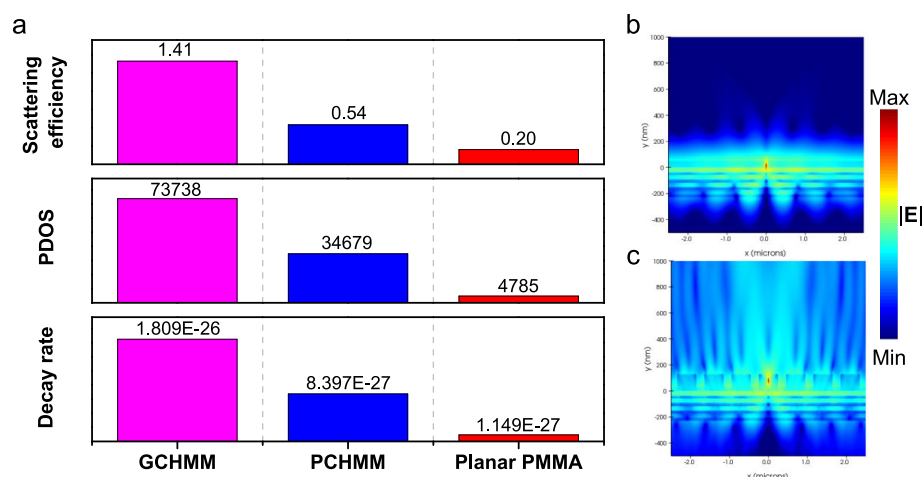 a
Scattering
efficiency
1.41
0.54
0.20
PDOS
73738
34679
4785
Decay rate
1.809E-26
8.397E-27
1.149E-27
GCHMM
PCHMM
Planar PMMA
b
y (nm)
1000
800
600
400
200
0
-200
-400
-2.0
-1.0
0.0
1.0
2.0
x (microns)
c
y (nm)
1000
800
600
400
200
0
-200
-400
-2.0
-1.0
0.0
1.0
2.0
x (microns)
Max
|E|
Min